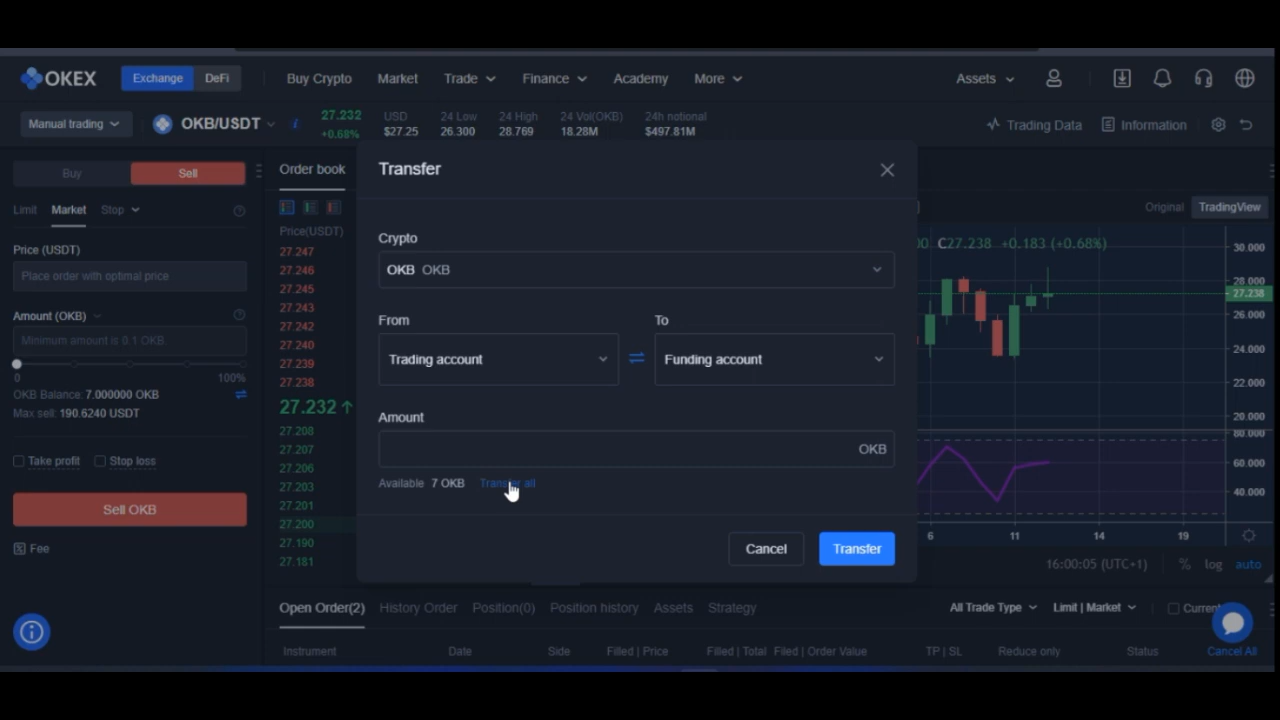 OKEX Exchange DeFi Buy Crypto Market Trade Finance Academy More Assets
Manual trading OKB/USDT i 27.232 +0.68% USD $27.25 24 Low 26.300 24 High 28.769 24 Vol(OKB) 18.28M 24h notional $497.81M Trading Data Information
Buy Sell
Limit Market Stop
Price (USDT)
Place order with optimal price
Amount (OKB)
Minimum amount is 0.1 OKB
0 100%
OKB Balance: 7.000000 OKB
Max sell: 190.6240 USDT
Take profit Stop loss
Sell OKB
Fee
Order book
Price(USDT)
27.247
27.246
27.245
27.243
27.242
27.240
27.239
27.238
27.232↑
27.208
27.207
27.206
27.203
27.201
27.200
27.190
27.181
Transfer
Crypto
OKB OKB
From To
Trading account Funding account
Amount
OKB
Available 7 OKB Transfer all
Cancel Transfer
Original TradingView
C27.238 +0.183 (+0.68%)
30.000
28.000
27.238
26.000
24.000
22.000
20.000
80.000
60.000
40.000
6 11 14 19
16:00:05 (UTC+1) % log auto
Open Order(2) History Order Position(0) Position history Assets Strategy All Trade Type Limit | Market
Instrument Date Side Filled | Price Filled | Total Filed | Order Value TP | SL Reduce only Status Cancel All